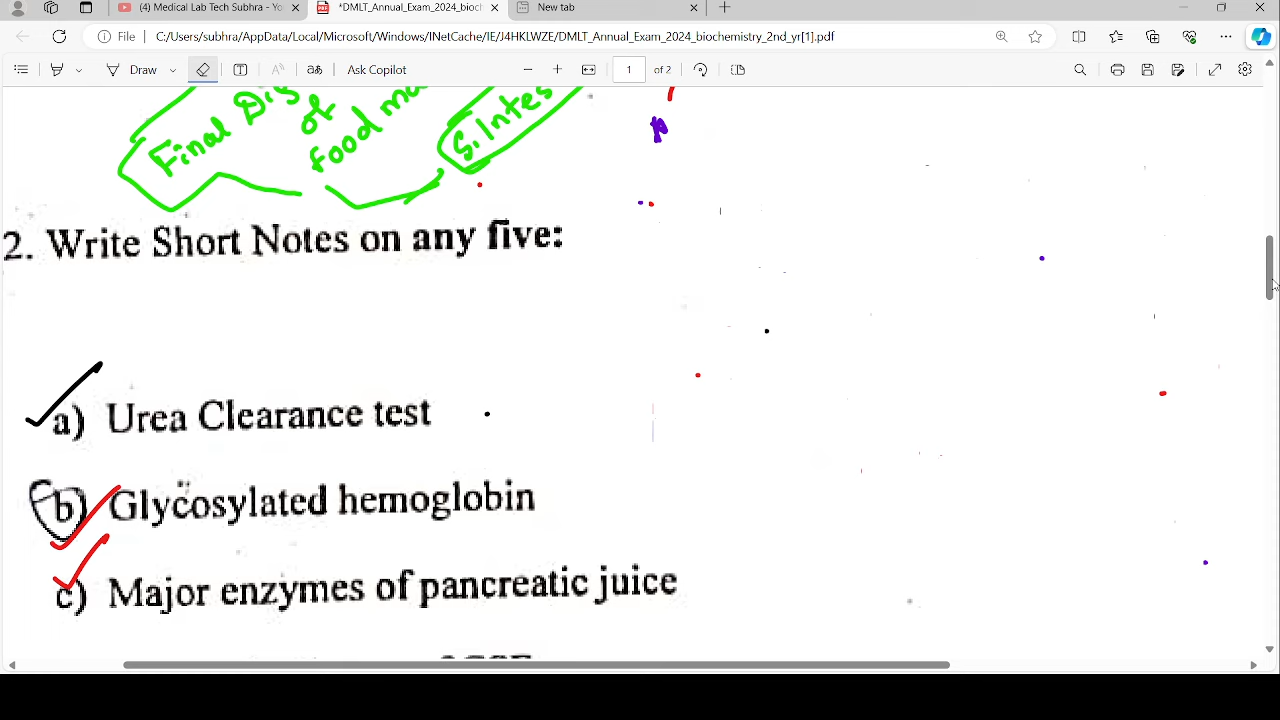 (4) Medical Lab Tech Subhra - Yo
*DMLT_Annual_Exam_2024_bioch
New tab
File C:/Users/subhra/AppData/Local/Microsoft/Windows/INetCache/IE/J4HKLWZE/DMLT_Annual_Exam_2024_biochemistry_2nd_yr[1].pdf
Draw
Ask Copilot
1 of 2
Final
of
food
S. Intes
2. Write Short Notes on any five:
a) Urea Clearance test
b) Glycosylated hemoglobin
c) Major enzymes of pancreatic juice